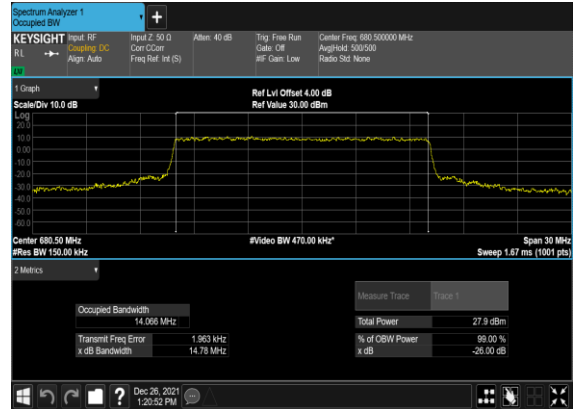 Spectrum Analyzer 1
Occupied BW
+
KEYSIGHT Input: RF Input Z: 50 Ω Atten: 40 dB Trig: Free Run Center Freq: 680.500000 MHz
RL Coupling: DC Corr CCorr Gate: Off Avg|Hold: 500/500
Align: Auto Freq Ref: Int (S) #IF Gain: Low Radio Std: None
1 Graph
Ref Lvl Offset 4.00 dB
Scale/Div 10.0 dB Ref Value 30.00 dBm
Log
20.0
10.0
0.00
-10.0
-20.0
-30.0
-40.0
-50.0
-60.0
Center 680.50 MHz #Video BW 470.00 kHz* Span 30 MHz
#Res BW 150.00 kHz Sweep 1.67 ms (1001 pts)
2 Metrics
Measure Trace Trace 1
Occupied Bandwidth
14.066 MHz Total Power 27.9 dBm
Transmit Freq Error 1.963 kHz % of OBW Power 99.00 %
x dB Bandwidth 14.78 MHz x dB -26.00 dB
? Dec 26, 2021
1:20:52 PM